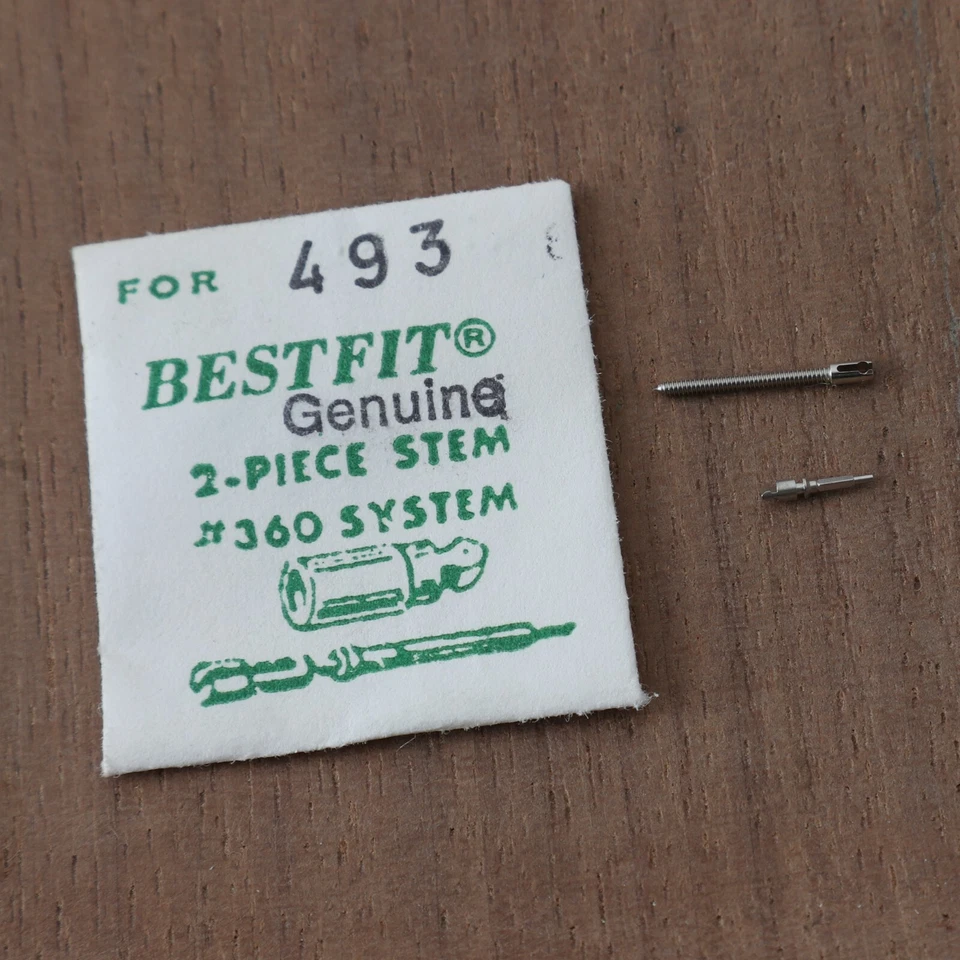 FOR 493
BESTFIT®
Genuine
2-PIECE STEM
#360 SYSTEM